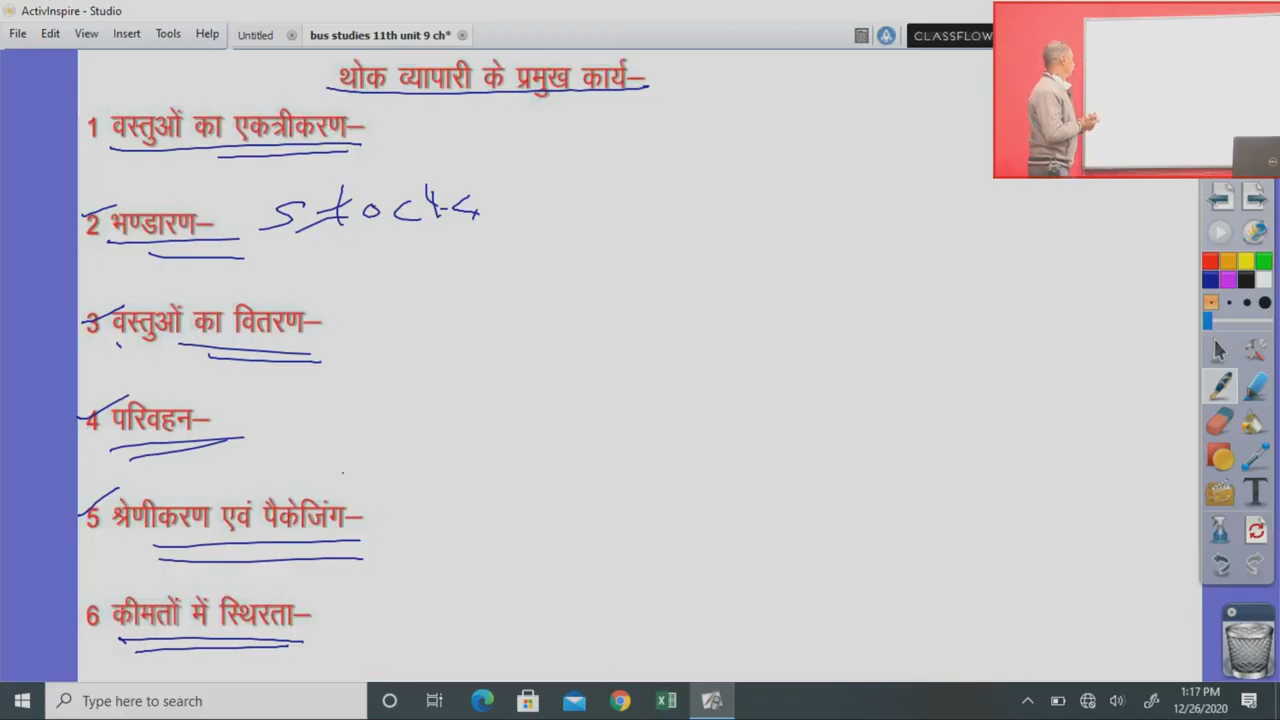 ActivInspire - Studio
File Edit View Insert Tools Help Untitled bus studies 11th unit 9 ch* CLASSFLOW
थोक व्यापारी के प्रमुख कार्य–
1 वस्तुओं का एकत्रीकरण–
2 भण्डारण– Stock
3 वस्तुओं का वितरण–
4 परिवहन–
5 श्रेणीकरण एवं पैकेजिंग–
6 कीमतों में स्थिरता–
Type here to search
1:17 PM
12/26/2020